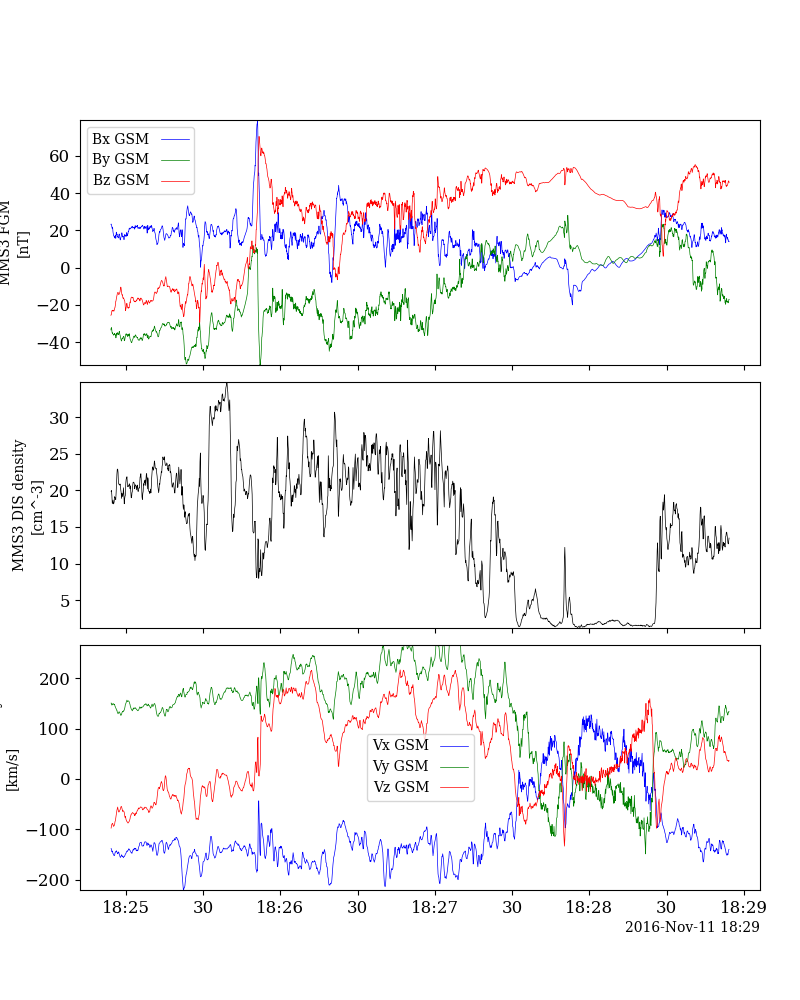 Bx GSM
By GSM
Bz GSM
60
40
20
0
−20
−40
MMS3 FGM
[nT]
30
25
20
15
10
5
MMS3 DIS density
[cm^-3]
200
100
0
−100
−200
[km/s]
Vx GSM
Vy GSM
Vz GSM
18:25 30 18:26 30 18:27 30 18:28 30 18:29
2016-Nov-11 18:29